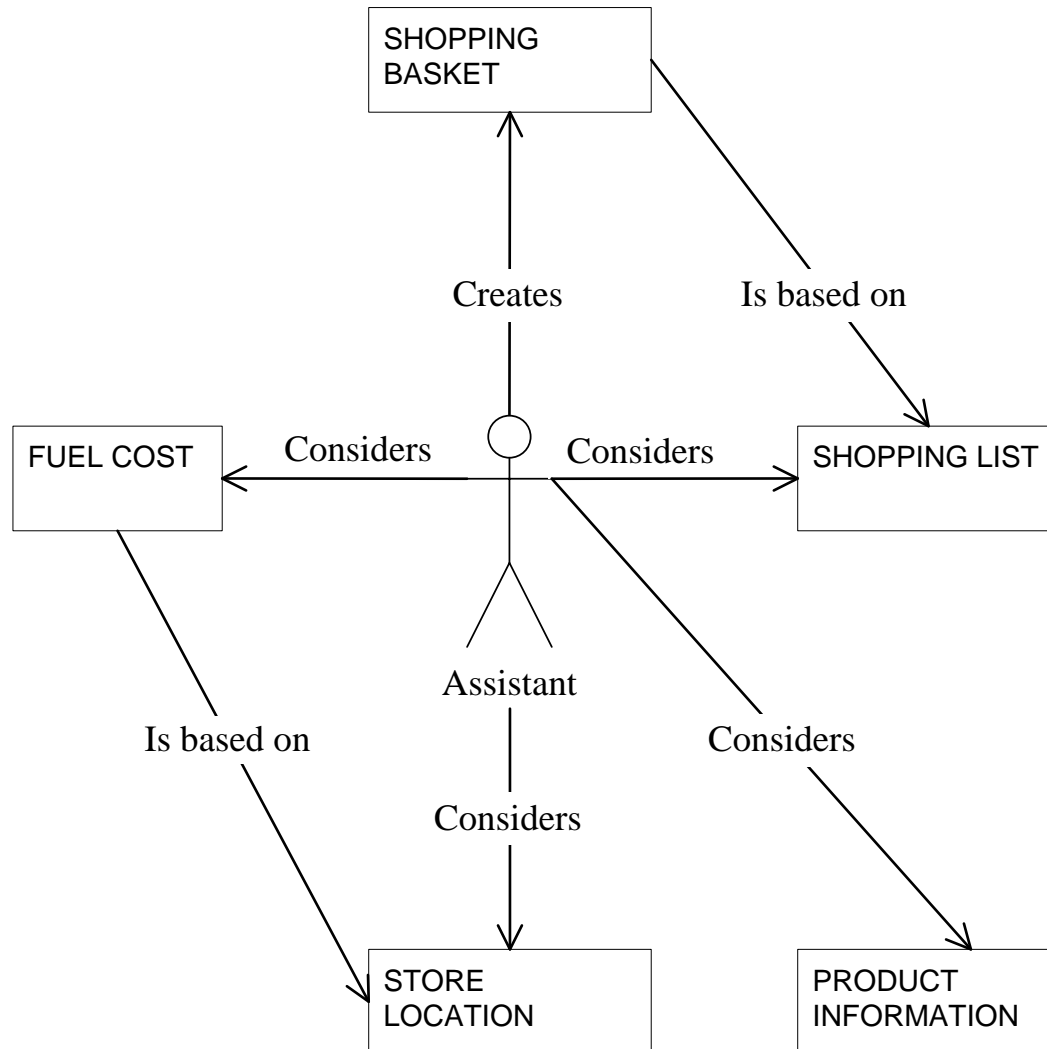 SHOPPING
BASKET
Creates
Is based on
FUEL COST
Considers
Considers
SHOPPING LIST
Assistant
Is based on
Considers
Considers
STORE
LOCATION
PRODUCT
INFORMATION